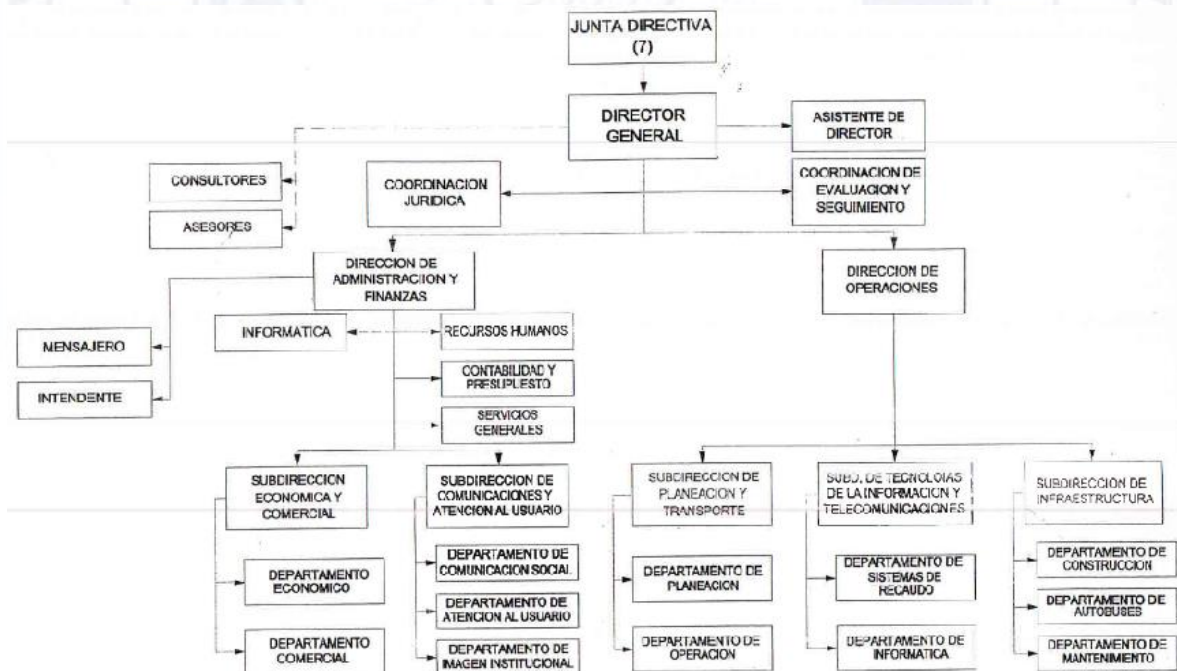 JUNTA DIRECTIVA
(7)
DIRECTOR
GENERAL
ASISTENTE DE
DIRECTOR
CONSULTORES
ASESORES
COORDINACION
JURIDICA
COORDINACION DE
EVALUACION Y
SEGUIMIENTO
DIRECCION DE
ADMINISTRACIION Y
FINANZAS
DIRECCION DE
OPERACIONES
MENSAJERO
INTENDENTE
INFORMATICA
RECURSOS HUMANOS
CONTABILIDAD Y
PRESUPUESTO
SERVICIOS
GENERALES
SUBDIRECCION
ECONOMICA Y
COMERCIAL
SUBDIRECCION DE
COMUNICACIONES Y
ATENCION AL USUARIO
SUBDIRECCION DE
PLANEACION Y
TRANSPORTE
SUBD. DE TECNOLOGIAS
DE LA INFORMACION Y
TELECOMUNICACIONES
SUBDIRECCION DE
INFRAESTRUCTURA
DEPARTAMENTO
ECONOMICO
DEPARTAMENTO
COMERCIAL
DEPARTAMENTO DE
COMUNICACION SOCIAL
DEPARTAMENTO DE
ATENCION AL USUARIO
DEPARTAMENTO DE
IMAGEN INSTITUCIONAL
DEPARTAMENTO DE
PLANEACION
DEPARTAMENTO DE
OPERACION
DEPARTAMENTO DE
SISTEMAS DE
RECAUDO
DEPARTAMENTO DE
INFORMATICA
DEPARTAMENTO DE
CONSTRUCCION
DEPARTAMENTO DE
AUTOBUSES
DEPARTAMENTO DE
MANTENIMIENTO